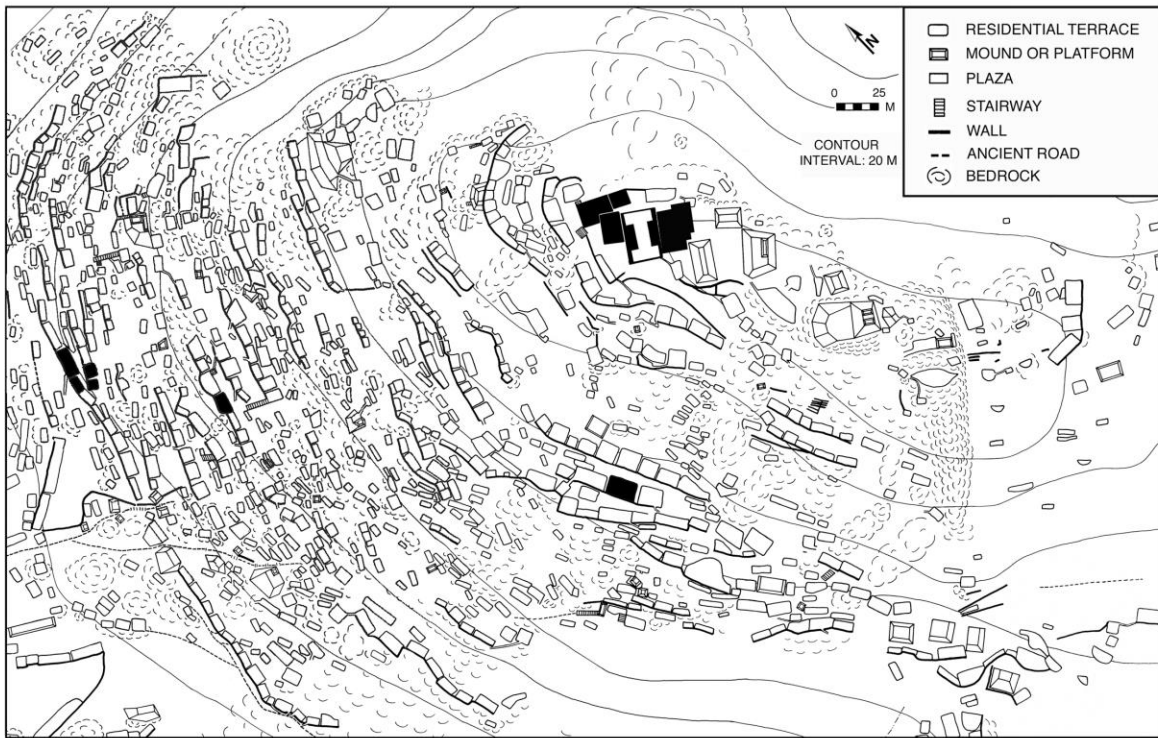 N
0 25
M
CONTOUR
INTERVAL: 20 M
RESIDENTIAL TERRACE
MOUND OR PLATFORM
PLAZA
STAIRWAY
WALL
ANCIENT ROAD
BEDROCK